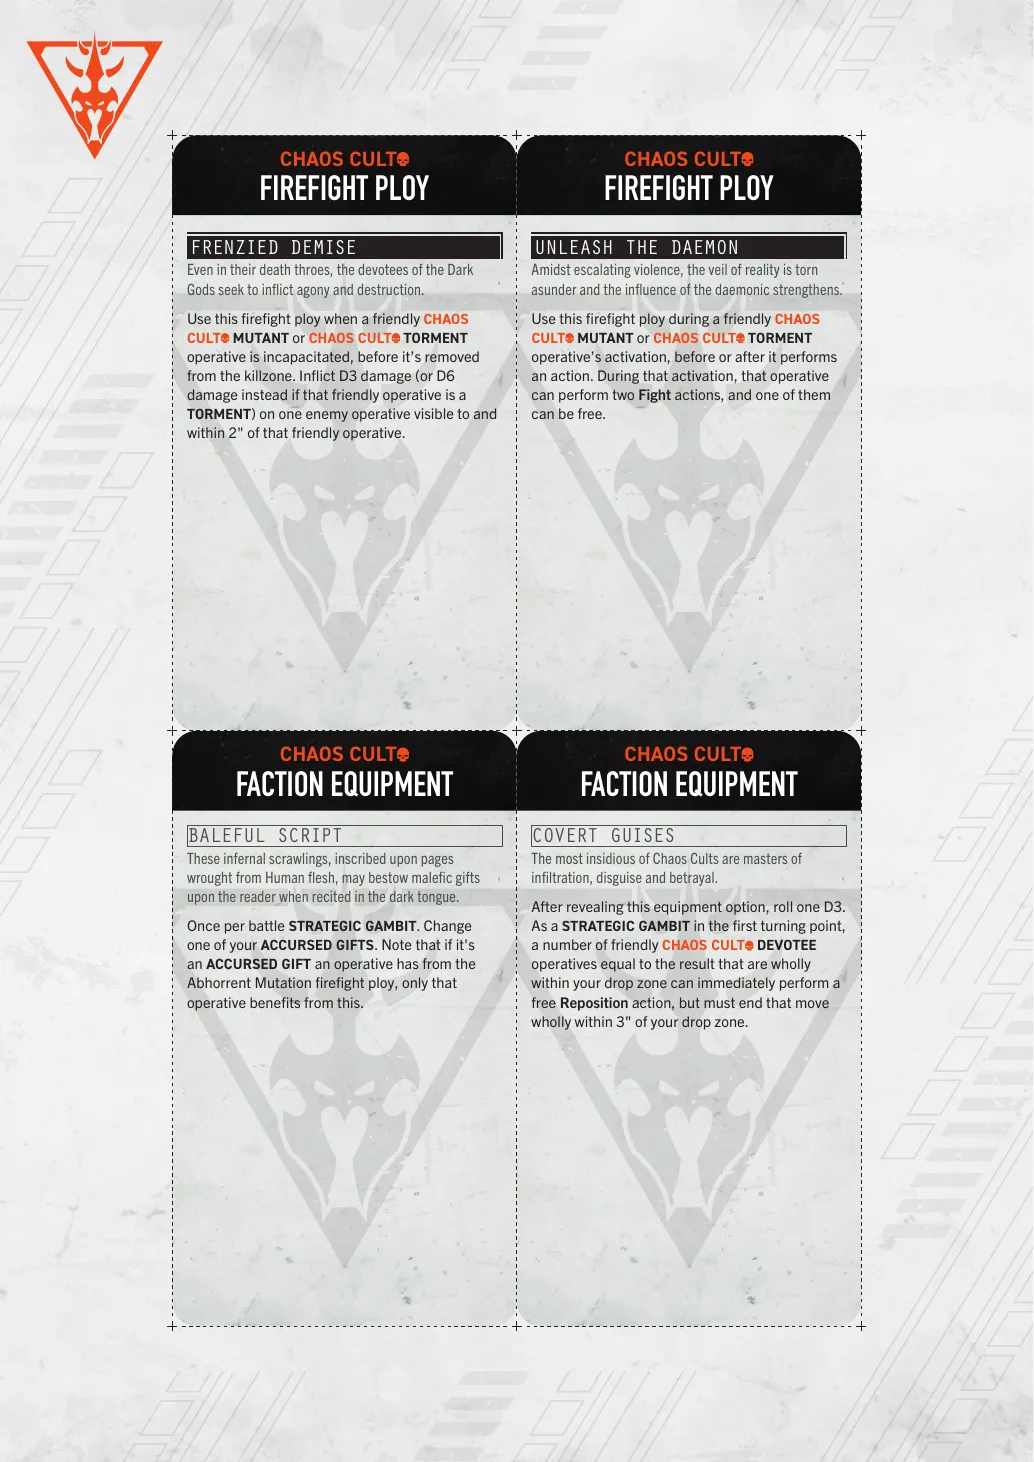 CHAOS CULT
FIREFIGHT PLOY
FRENZIED DEMISE
Even in their death throes, the devotees of the Dark
Gods seek to inflict agony and destruction.
Use this firefight ploy when a friendly CHAOS
CULT MUTANT or CHAOS CULT TORMENT
operative is incapacitated, before it's removed
from the killzone. Inflict D3 damage (or D6
damage instead if that friendly operative is a
TORMENT) on one enemy operative visible to and
within 2" of that friendly operative.
CHAOS CULT
FIREFIGHT PLOY
UNLEASH THE DAEMON
Amidst escalating violence, the veil of reality is torn
asunder and the influence of the daemonic strengthens.
Use this firefight ploy during a friendly CHAOS
CULT MUTANT or CHAOS CULT TORMENT
operative's activation, before or after it performs
an action. During that activation, that operative
can perform two Fight actions, and one of them
can be free.
CHAOS CULT
FACTION EQUIPMENT
BALEFUL SCRIPT
These infernal scrawlings, inscribed upon pages
wrought from Human flesh, may bestow malefic gifts
upon the reader when recited in the dark tongue.
Once per battle STRATEGIC GAMBIT. Change
one of your ACCURSED GIFTS. Note that if it's
an ACCURSED GIFT an operative has from the
Abhorrent Mutation firefight ploy, only that
operative benefits from this.
CHAOS CULT
FACTION EQUIPMENT
COVERT GUISES
The most insidious of Chaos Cults are masters of
infiltration, disguise and betrayal.
After revealing this equipment option, roll one D3.
As a STRATEGIC GAMBIT in the first turning point,
a number of friendly CHAOS CULT DEVOTEE
operatives equal to the result that are wholly
within your drop zone can immediately perform a
free Reposition action, but must end that move
wholly within 3" of your drop zone.